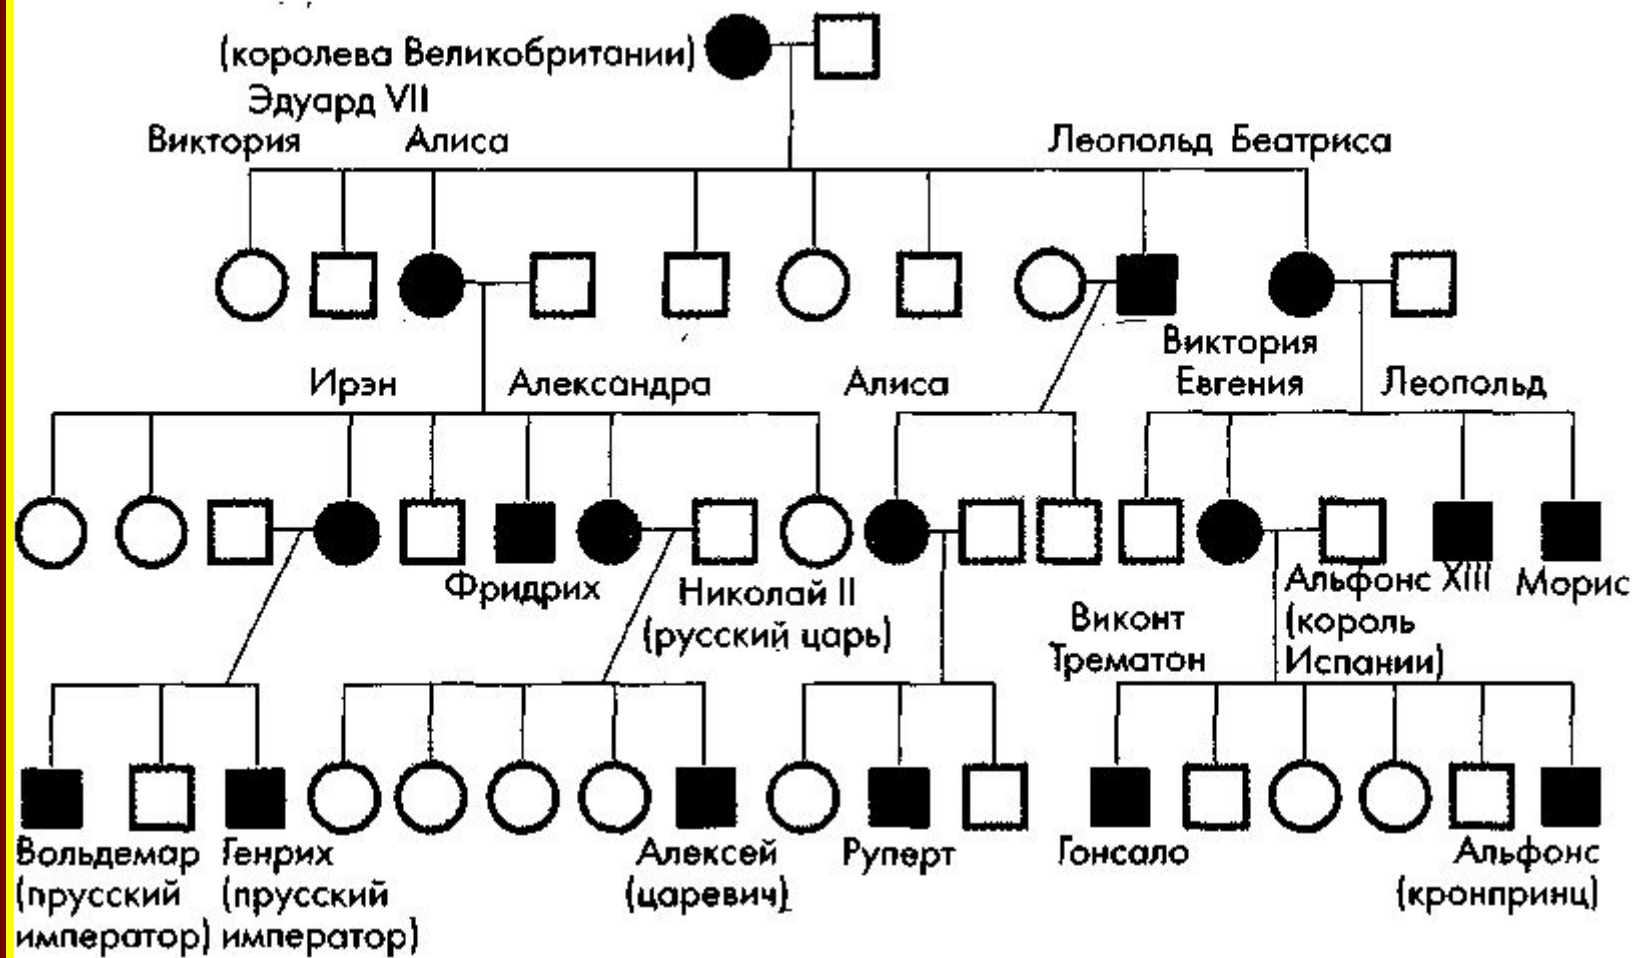 (королева Великобритании)
Эдуард VII
Виктория Алиса Леопольд Беатриса
Ирэн Александра Алиса Виктория Евгения Леопольд
Фридрих
Николай II
(русский царь)
Виконт
Трематон
Альфонс XIII
(король
Испании)
Морис
Вольдемар
(прусский
император)
Генрих
(прусский
император)
Алексей
(царевич)
Руперт
Гонсало
Альфонс
(кронпринц)